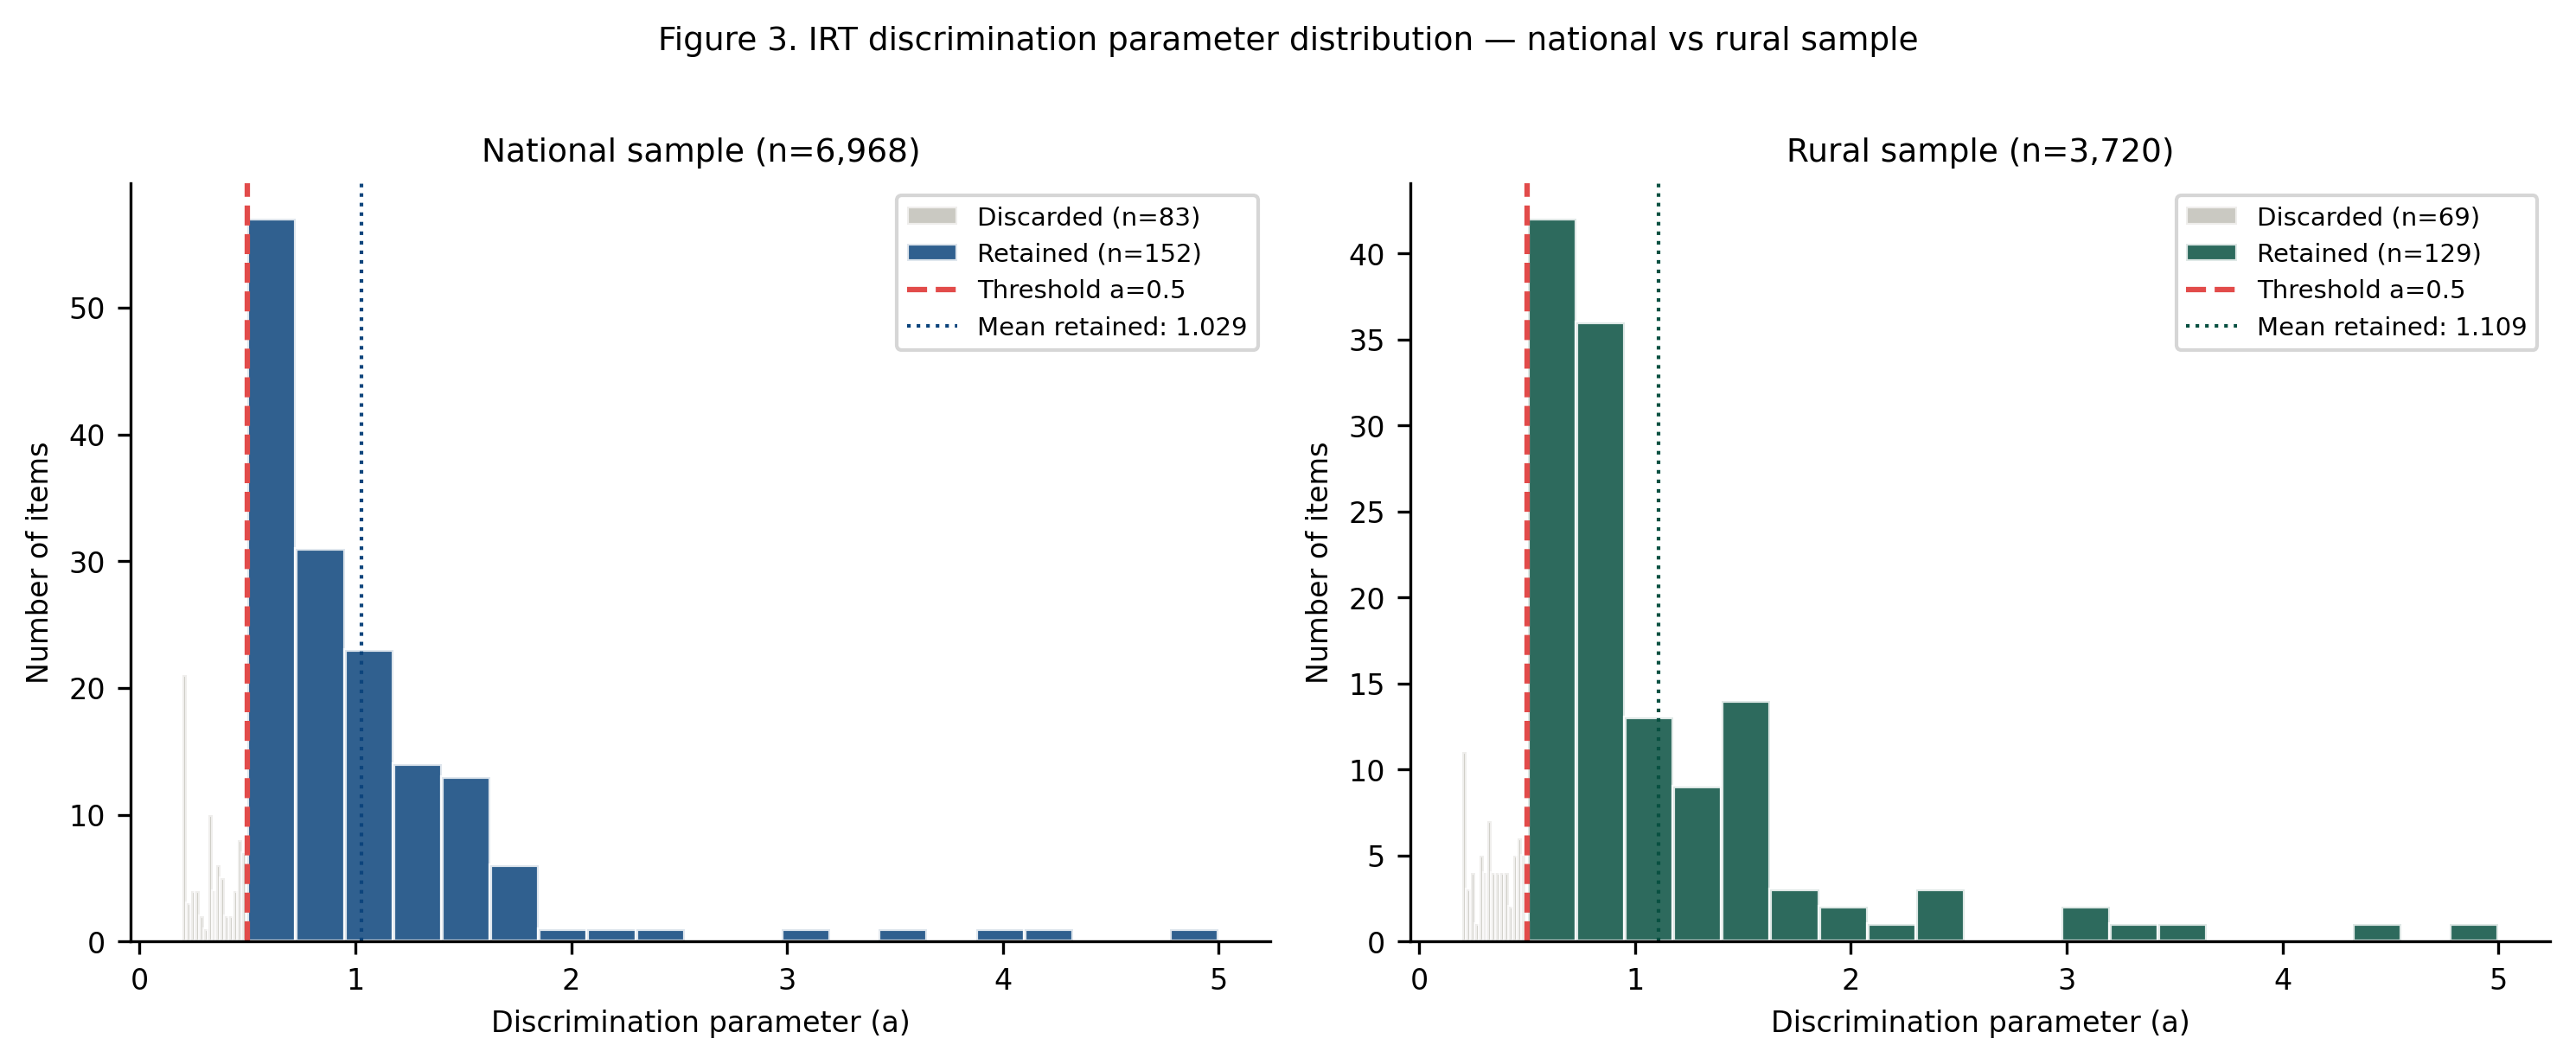 Figure 3. IRT discrimination parameter distribution — national vs rural sample
National sample (n=6,968)
Number of items
50
40
30
20
10
0
Discarded (n=83)
Retained (n=152)
Threshold a=0.5
Mean retained: 1.029
0 1 2 3 4 5
Discrimination parameter (a)
Rural sample (n=3,720)
Number of items
40
35
30
25
20
15
10
5
0
Discarded (n=69)
Retained (n=129)
Threshold a=0.5
Mean retained: 1.109
0 1 2 3 4 5
Discrimination parameter (a)